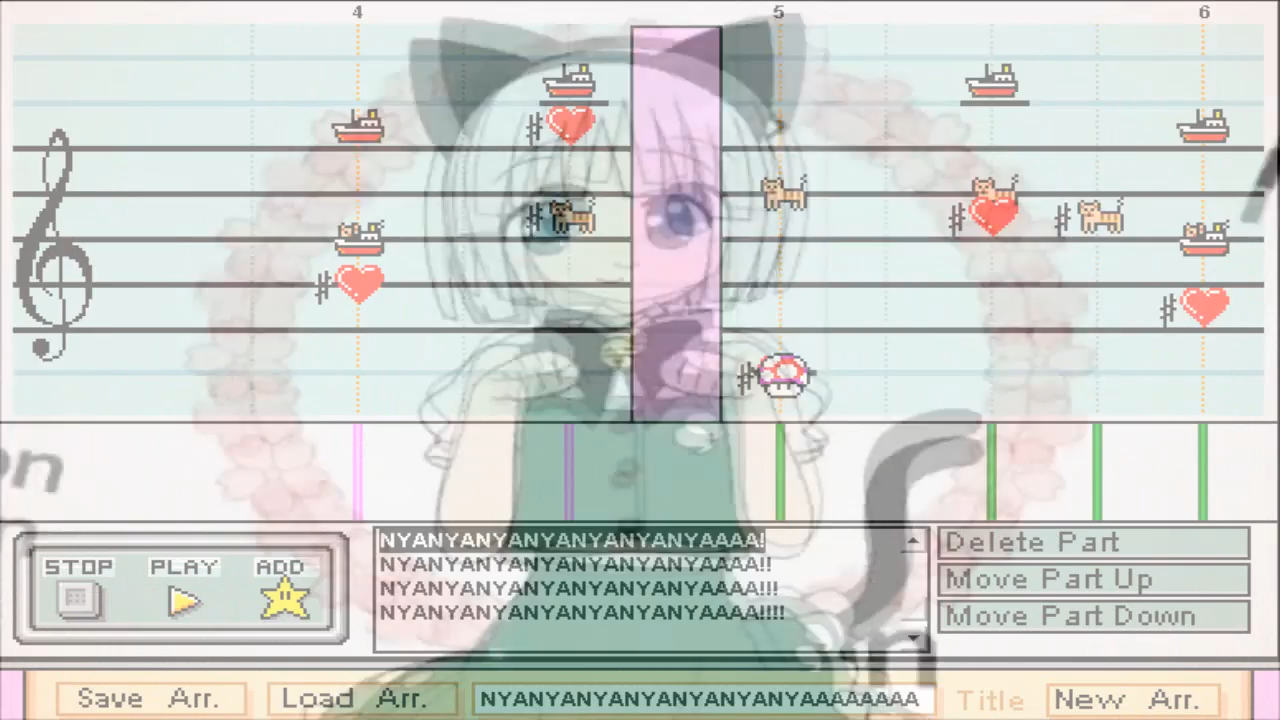 4 5 6
STOP PLAY ADD
NYANYANYANYANYANYANYAAAA!
NYANYANYANYANYANYANYAAAA!!
NYANYANYANYANYANYANYAAAA!!!
NYANYANYANYANYANYANYAAAA!!!!
Delete Part
Move Part Up
Move Part Down
Save Arr. Load Arr. NYANYANYANYANYANYANYAAAAAAAA Title New Arr.